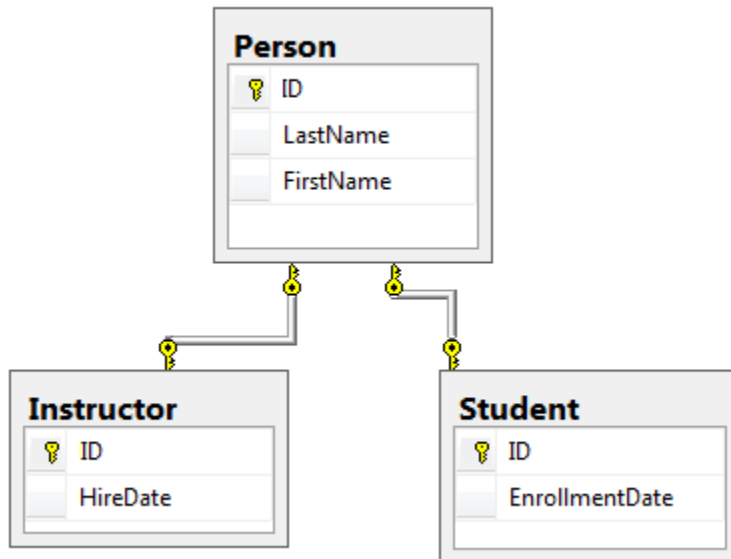 Person
ID
LastName
FirstName
Instructor
ID
HireDate
Student
ID
EnrollmentDate